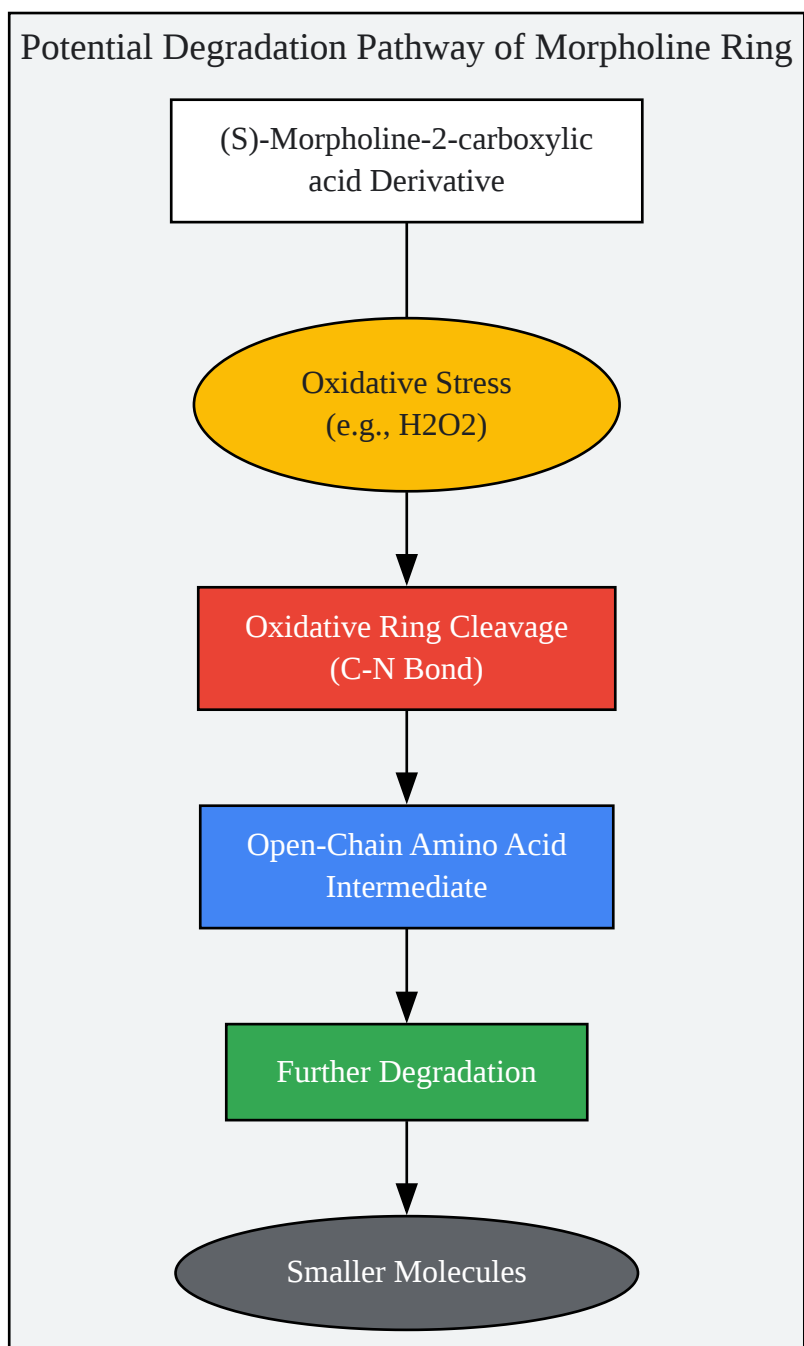 Potential Degradation Pathway of Morpholine Ring
(S)-Morpholine-2-carboxylic
acid Derivative
Oxidative Stress
(e.g., H2O2)
Oxidative Ring Cleavage
(C-N Bond)
Open-Chain Amino Acid
Intermediate
Further Degradation
Smaller Molecules